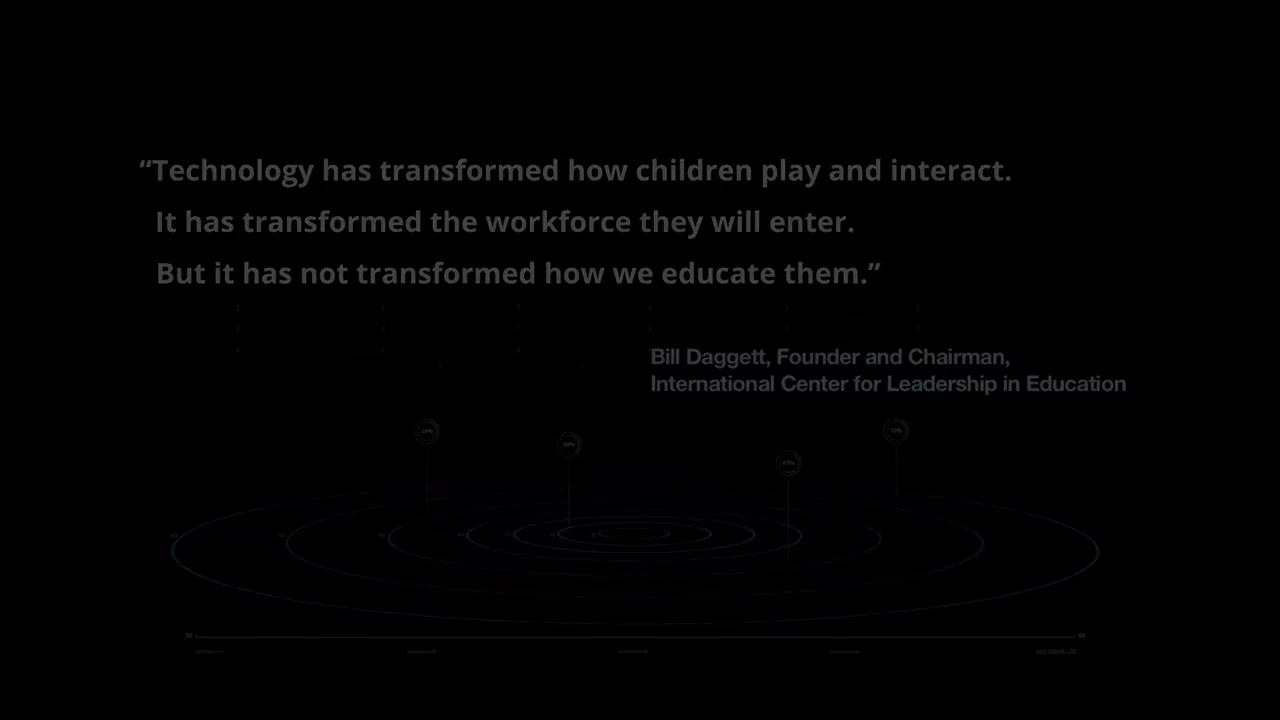 “Technology has transformed how children play and interact.
It has transformed the workforce they will enter.
But it has not transformed how we educate them.”
Bill Daggett, Founder and Chairman,
International Center for Leadership in Education